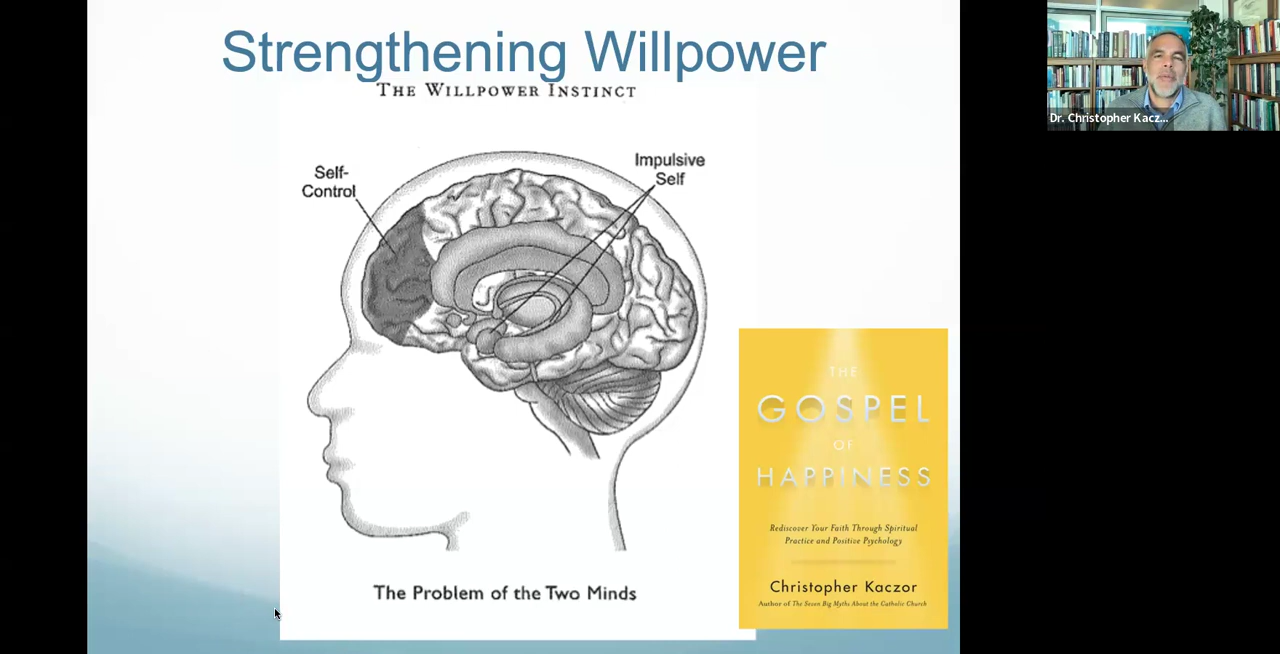 Strengthening Willpower
THE WILLPOWER INSTINCT
Self-
Control
Impulsive
Self
The Problem of the Two Minds
THE
GOSPEL
OF
HAPPINESS
Rediscover Your Faith Through Spiritual
Practice and Positive Psychology
Christopher Kaczor
Author of The Seven Big Myths About the Catholic Church
Dr. Christopher Kacz...